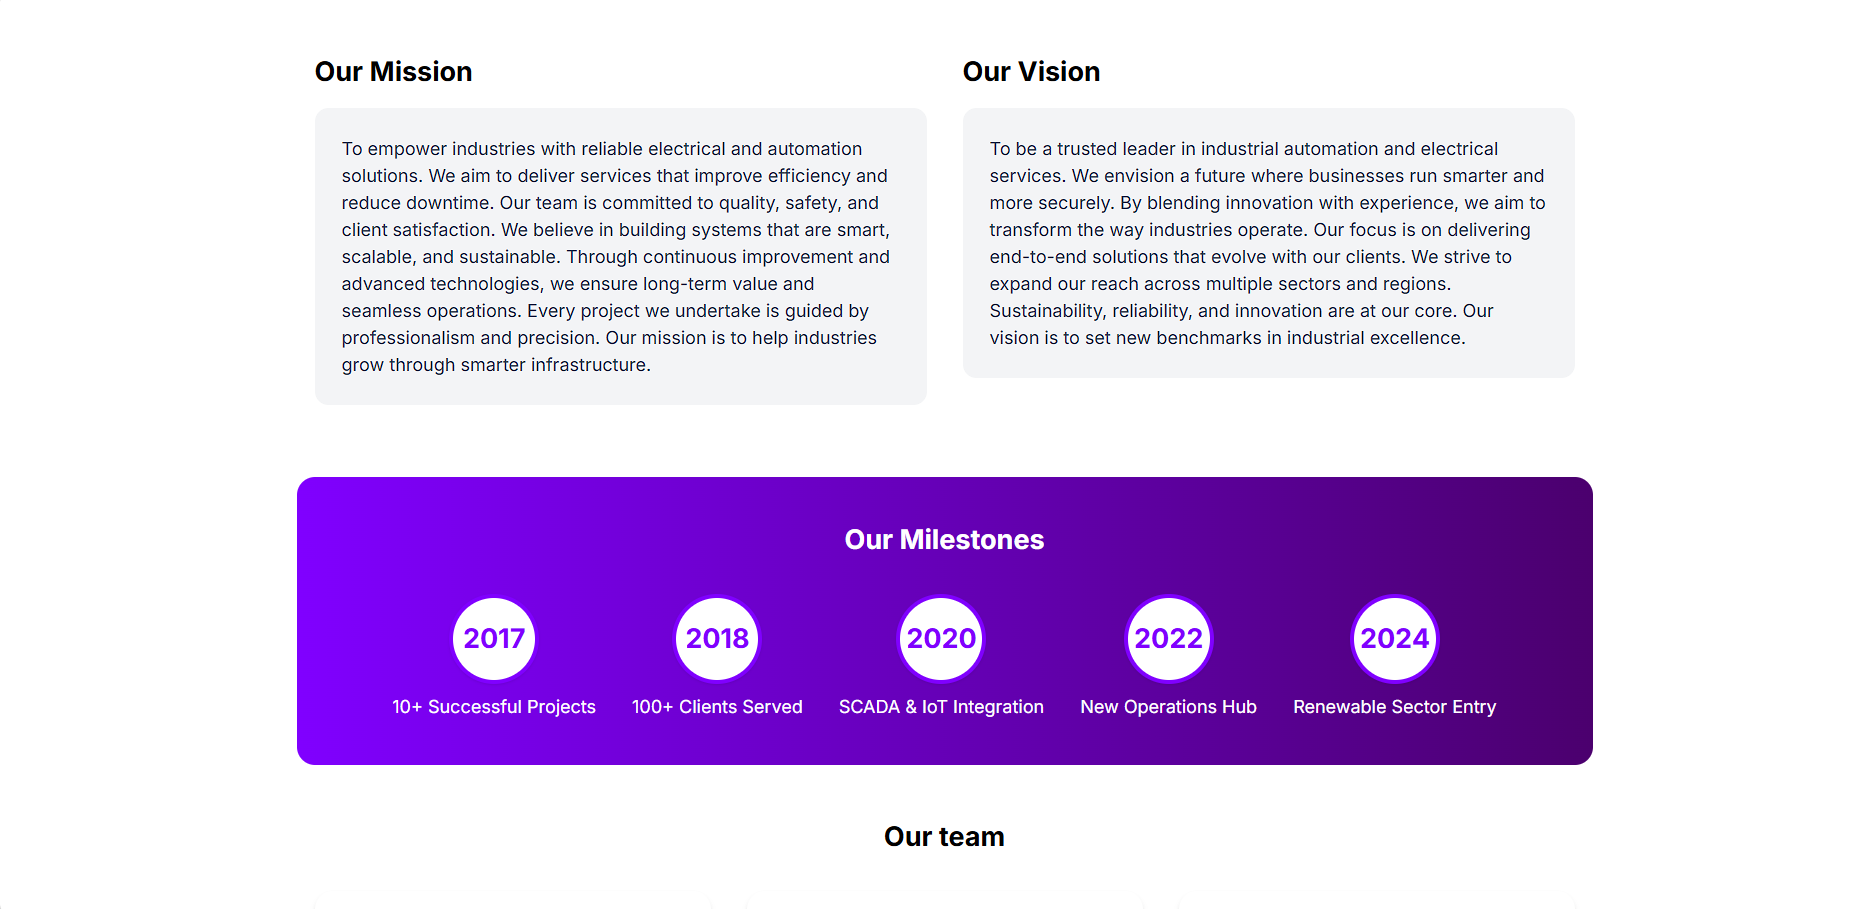 Our Mission
To empower industries with reliable electrical and automation
solutions. We aim to deliver services that improve efficiency and
reduce downtime. Our team is committed to quality, safety, and
client satisfaction. We believe in building systems that are smart,
scalable, and sustainable. Through continuous improvement and
advanced technologies, we ensure long-term value and
seamless operations. Every project we undertake is guided by
professionalism and precision. Our mission is to help industries
grow through smarter infrastructure.
Our Vision
To be a trusted leader in industrial automation and electrical
services. We envision a future where businesses run smarter and
more securely. By blending innovation with experience, we aim to
transform the way industries operate. Our focus is on delivering
end-to-end solutions that evolve with our clients. We strive to
expand our reach across multiple sectors and regions.
Sustainability, reliability, and innovation are at our core. Our
vision is to set new benchmarks in industrial excellence.
Our Milestones
2017
10+ Successful Projects
2018
100+ Clients Served
2020
SCADA & IoT Integration
2022
New Operations Hub
2024
Renewable Sector Entry
Our team